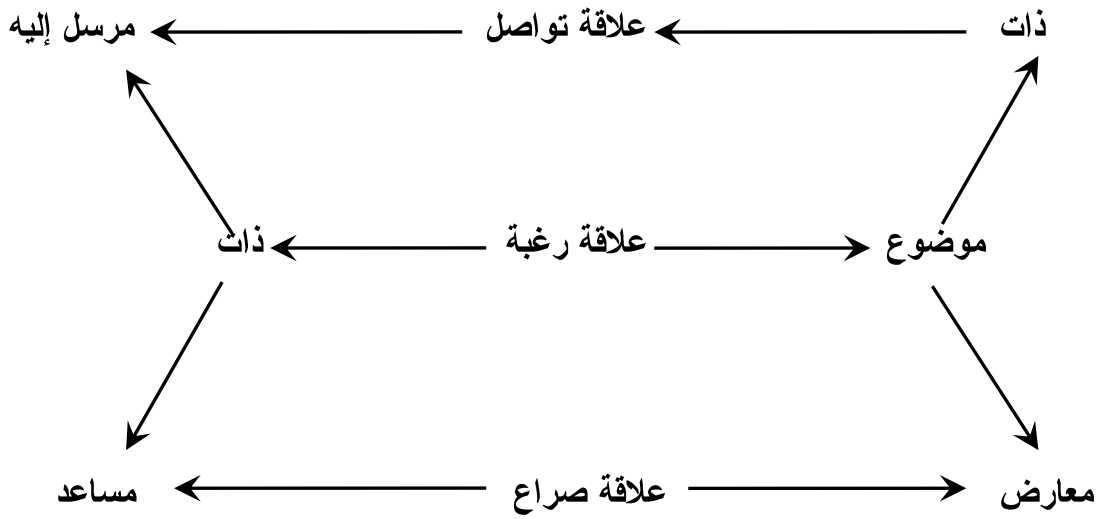 ذات علاقة تواصل مرسل إليه
موضوع علاقة رغبة ذات
معارض علاقة صراع مساعد